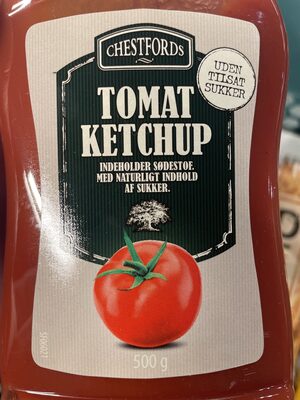 CHESTFORDS
UDEN
TILSAT
SUKKER
TOMAT
KETCHUP
INDEHOLDER SØDESTOF.
MED NATURLIGT INDHOLD
AF SUKKER.
500 g